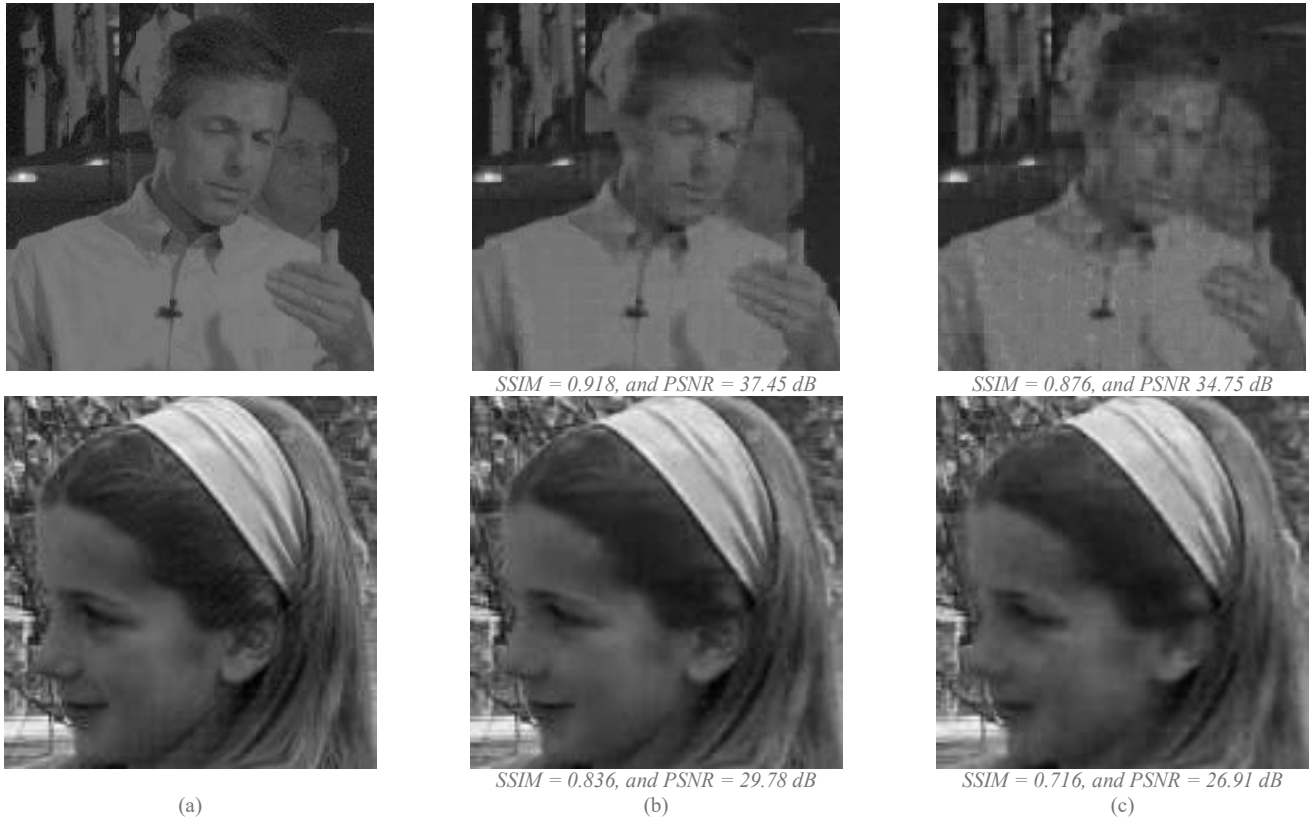 SSIM = 0.918, and PSNR = 37.45 dB
SSIM = 0.876, and PSNR 34.75 dB
SSIM = 0.836, and PSNR = 29.78 dB
SSIM = 0.716, and PSNR = 26.91 dB
(a)
(b)
(c)